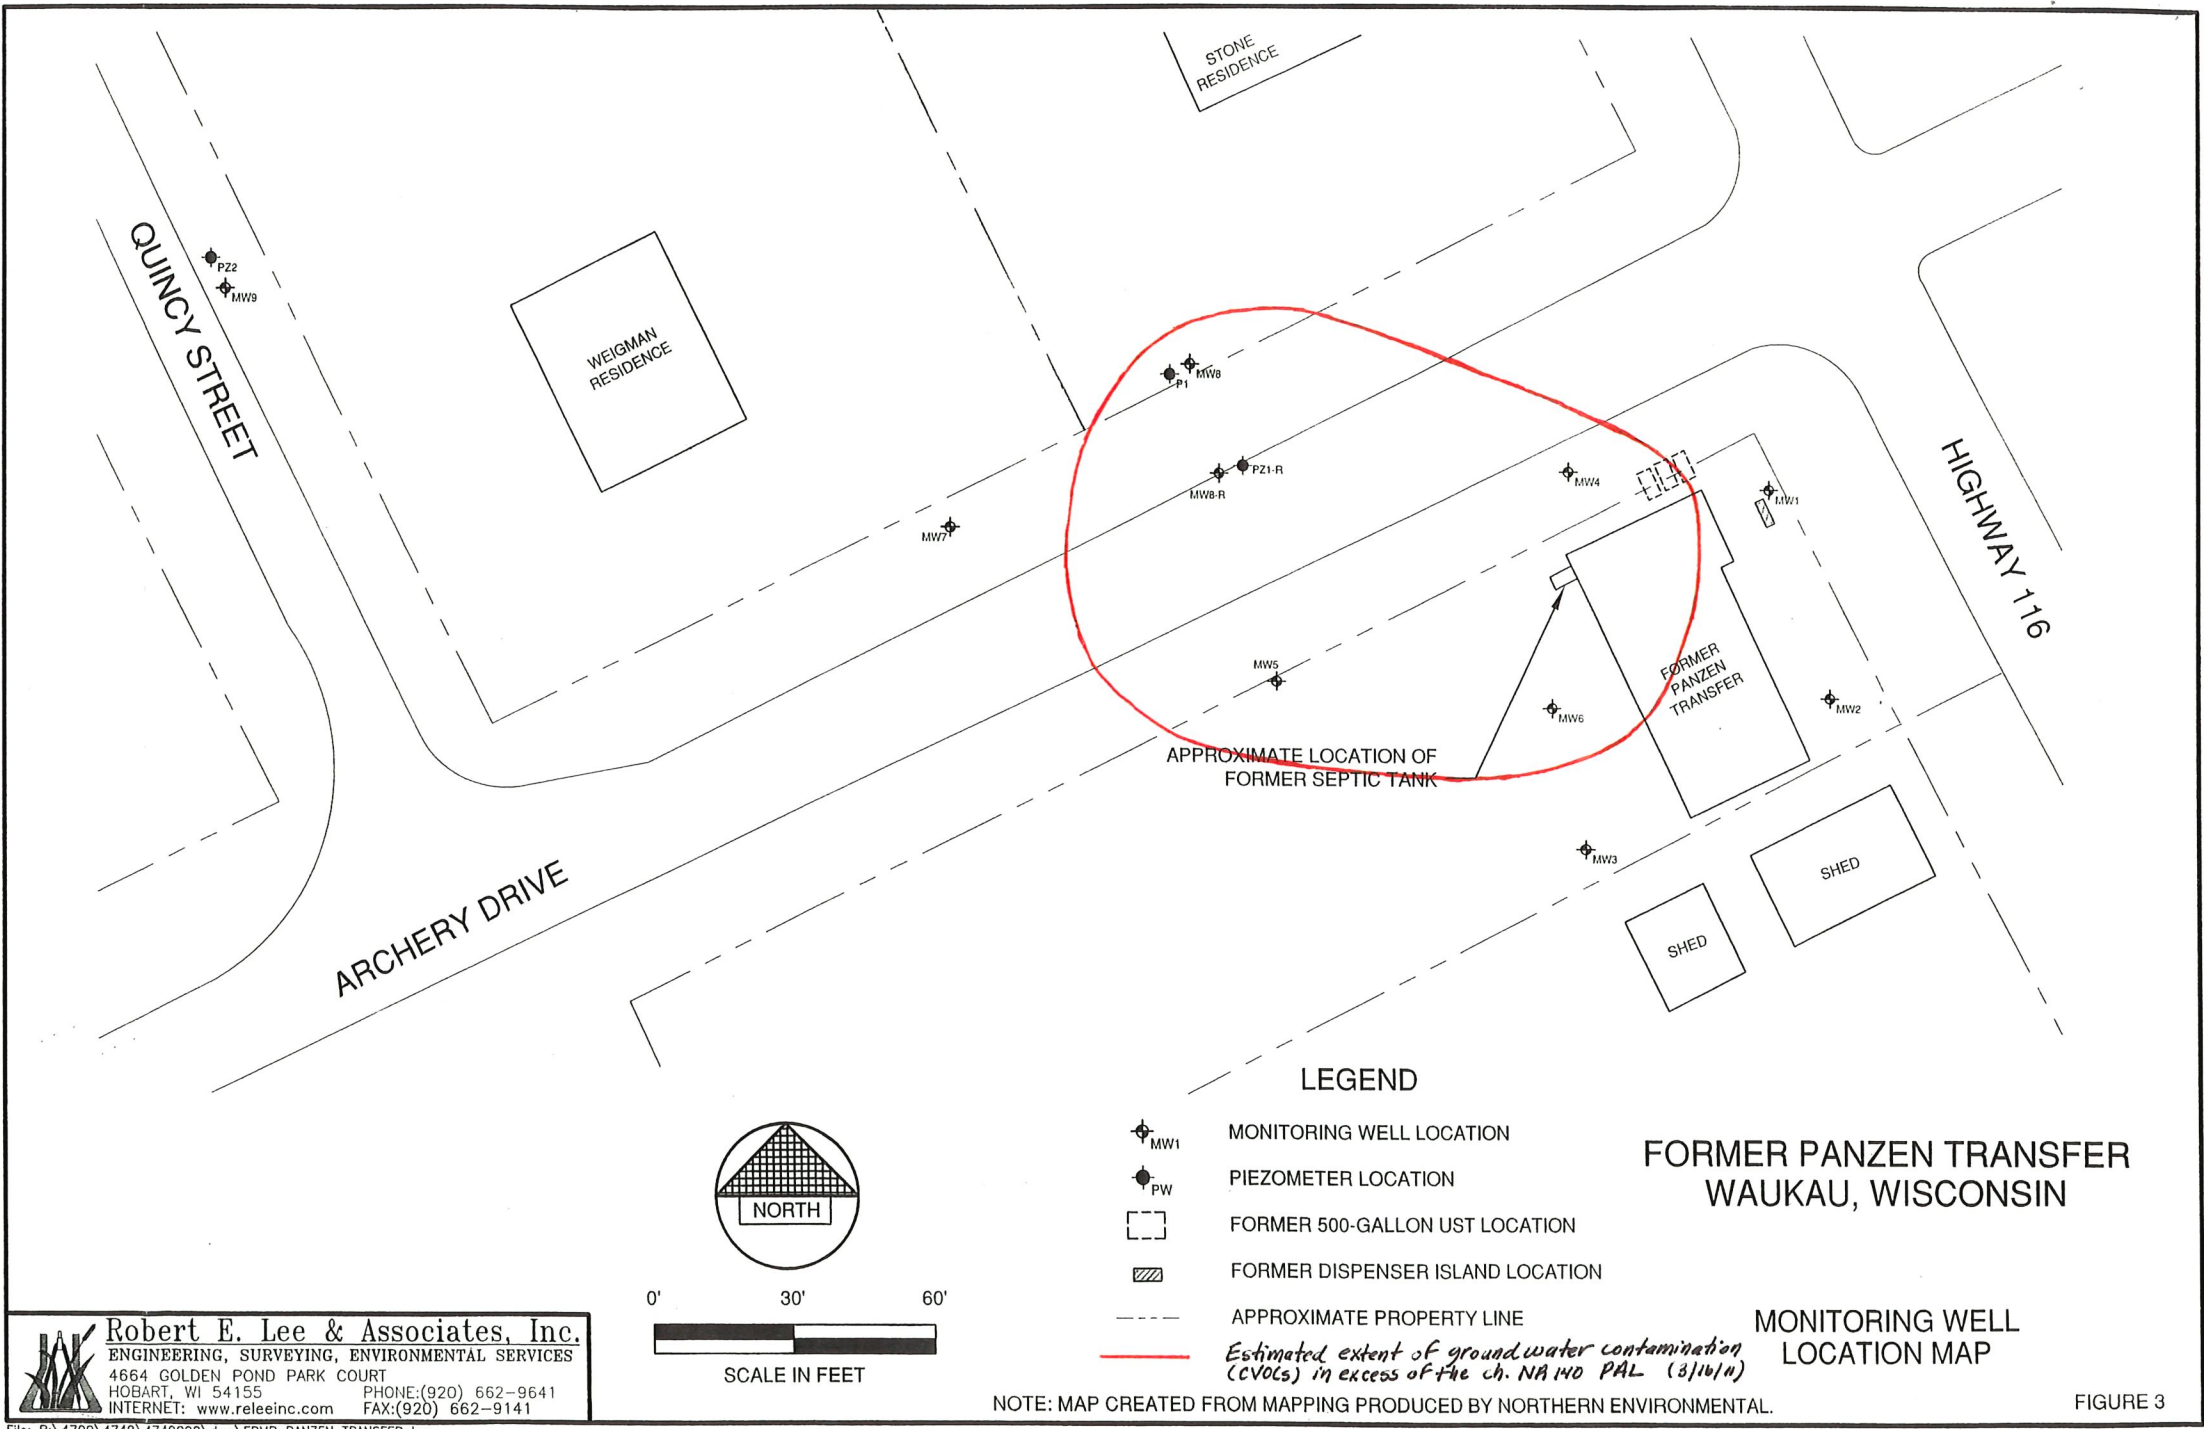 STONE
RESIDENCE
QUINCY STREET
PZ2
MW9
WEIGMAN
RESIDENCE
MW8
P1
PZ1-R
MW8-R
MW7
MW4
MW1
HIGHWAY 116
MW5
MW6
FORMER
PANZEN
TRANSFER
MW2
APPROXIMATE LOCATION OF
FORMER SEPTIC TANK
MW3
SHED
SHED
ARCHERY DRIVE
NORTH
0' 30' 60'
SCALE IN FEET
LEGEND
MW1 MONITORING WELL LOCATION
PW PIEZOMETER LOCATION
FORMER 500-GALLON UST LOCATION
FORMER DISPENSER ISLAND LOCATION
APPROXIMATE PROPERTY LINE
Estimated extent of groundwater contamination
(CVOCs) in excess of the ch. NR 140 PAL (3/16/11)
NOTE: MAP CREATED FROM MAPPING PRODUCED BY NORTHERN ENVIRONMENTAL.
FORMER PANZEN TRANSFER
WAUKAU, WISCONSIN
MONITORING WELL
LOCATION MAP
FIGURE 3
Robert E. Lee & Associates, Inc.
ENGINEERING, SURVEYING, ENVIRONMENTAL SERVICES
4664 GOLDEN POND PARK COURT
HOBART, WI 54155 PHONE:(920) 662-9641
INTERNET: www.releeinc.com FAX:(920) 662-9141